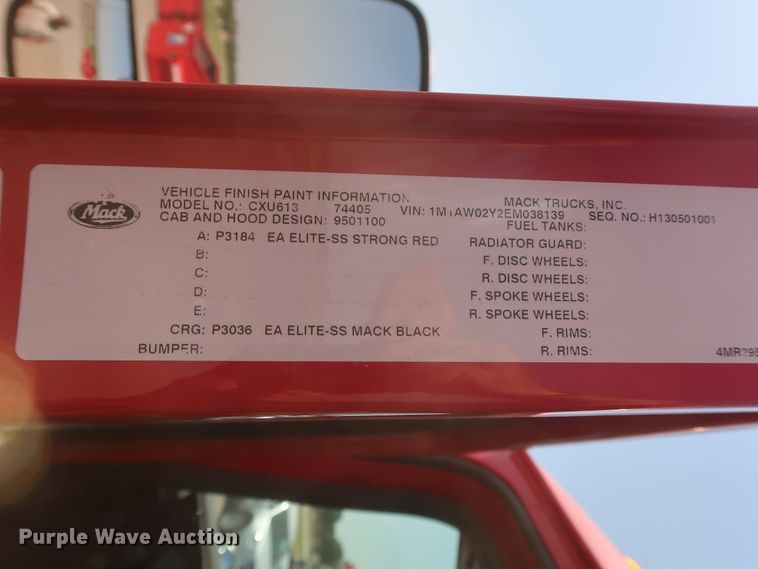 Mack
VEHICLE FINISH PAINT INFORMATION MACK TRUCKS, INC.
MODEL NO.: CXU613 74405 VIN: 1M1AW02Y2EM038139 SEQ. NO.: H130501001
CAB AND HOOD DESIGN: 9501100 FUEL TANKS:
A: P3184 EA ELITE-SS STRONG RED RADIATOR GUARD:
B: F. DISC WHEELS:
C: R. DISC WHEELS:
D: F. SPOKE WHEELS:
E: R. SPOKE WHEELS:
CRG: P3036 EA ELITE-SS MACK BLACK F. RIMS:
BUMPER: R. RIMS:
Purple Wave Auction